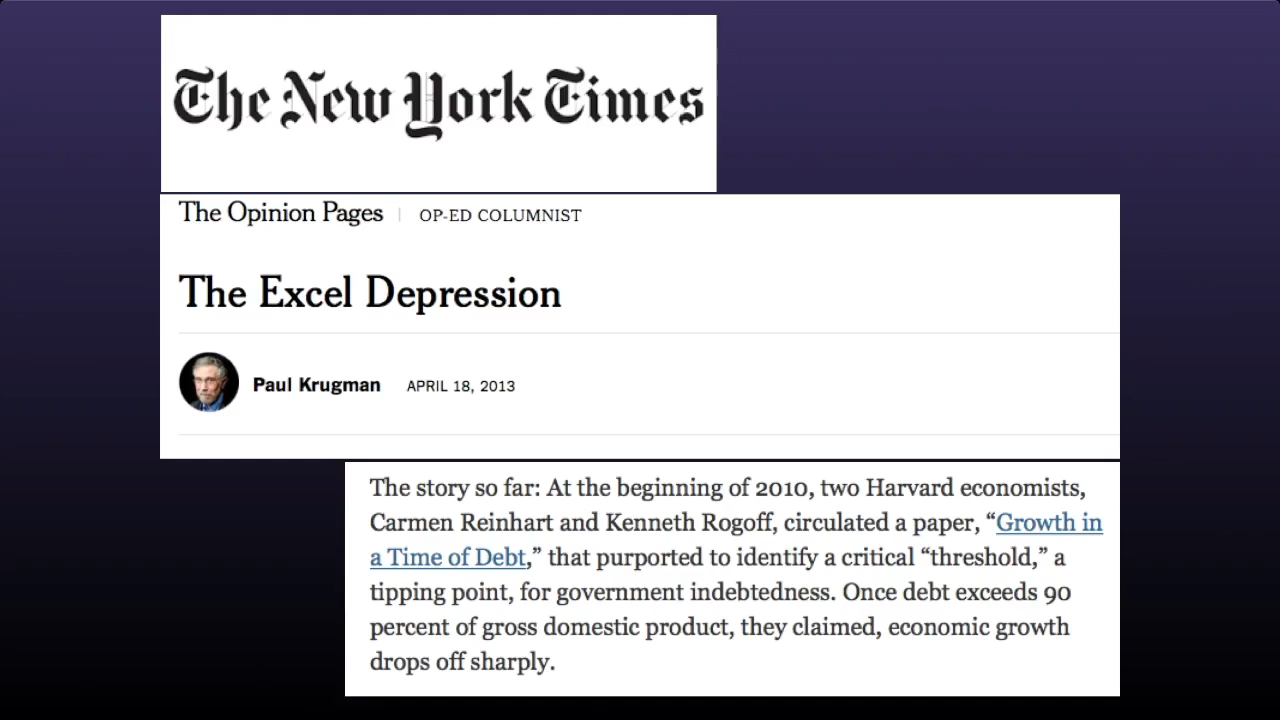 The New York Times
The Opinion Pages | OP-ED COLUMNIST
The Excel Depression
Paul Krugman APRIL 18, 2013
The story so far: At the beginning of 2010, two Harvard economists,
Carmen Reinhart and Kenneth Rogoff, circulated a paper, “Growth in
a Time of Debt,” that purported to identify a critical “threshold,” a
tipping point, for government indebtedness. Once debt exceeds 90
percent of gross domestic product, they claimed, economic growth
drops off sharply.